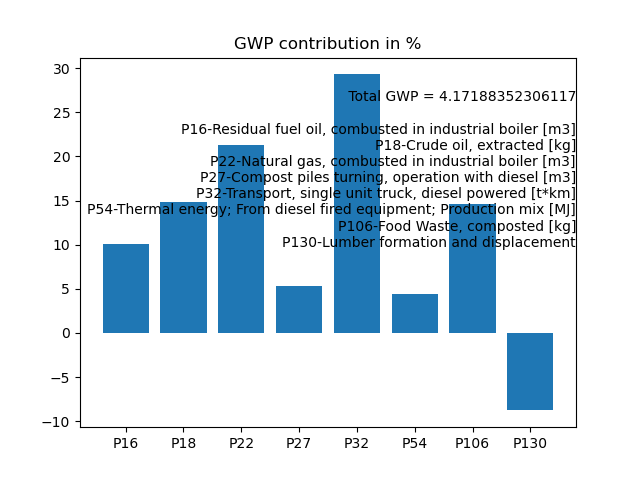 GWP contribution in %
30
25
20
15
10
5
0
−5
−10
Total GWP = 4.17188352306117
P16-Residual fuel oil, combusted in industrial boiler [m3]
P18-Crude oil, extracted [kg]
P22-Natural gas, combusted in industrial boiler [m3]
P27-Compost piles turning, operation with diesel [m3]
P32-Transport, single unit truck, diesel powered [t*km]
P54-Thermal energy; From diesel fired equipment; Production mix [MJ]
P106-Food Waste, composted [kg]
P130-Lumber formation and displacement
P16 P18 P22 P27 P32 P54 P106 P130